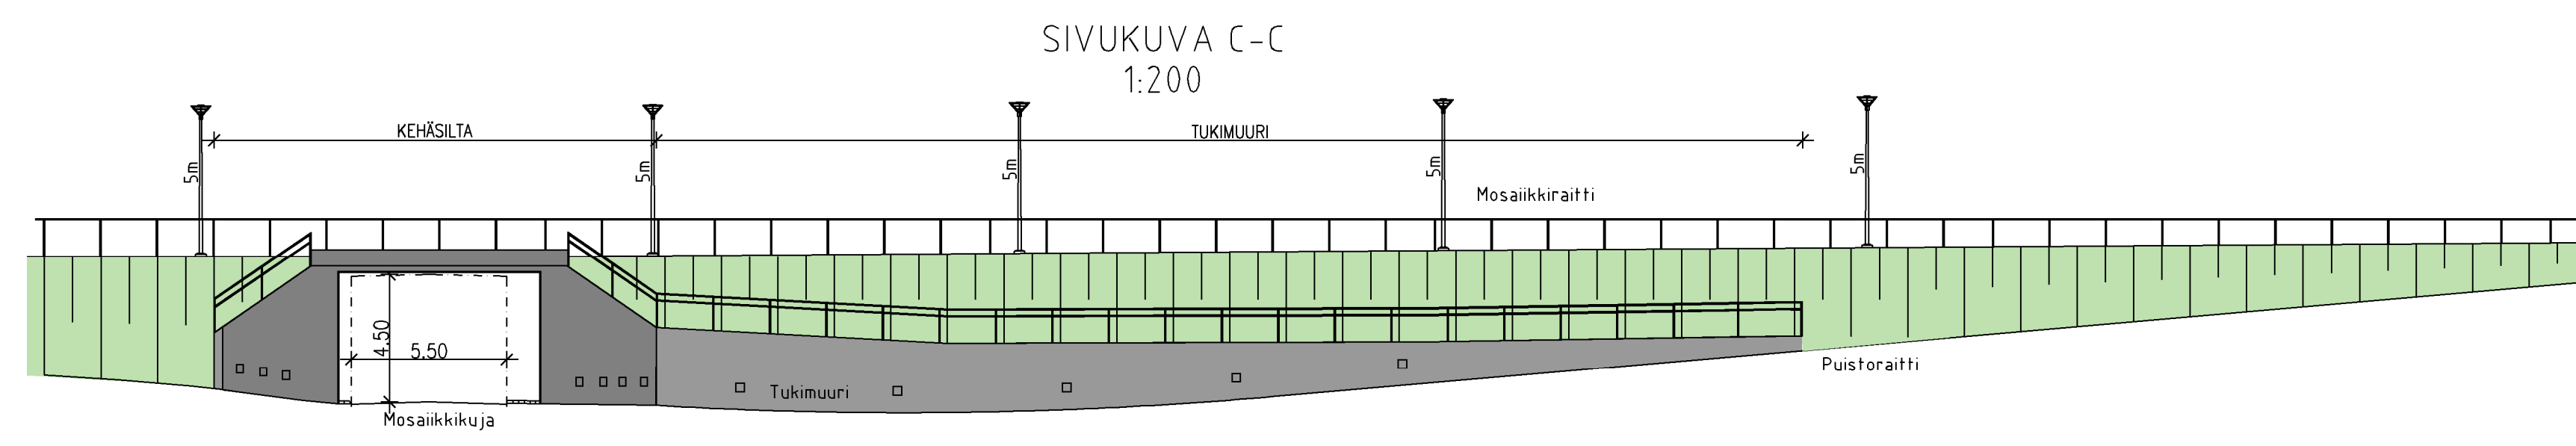 SIVUKUVA C-C
1:200
KEHÄSILTA
TUKIMUURI
5m
5m
5m
5m
5m
Mosaiikkiraitti
4.50
5.50
Puistoraitti
Tukimuuri
Mosaiikkikuja